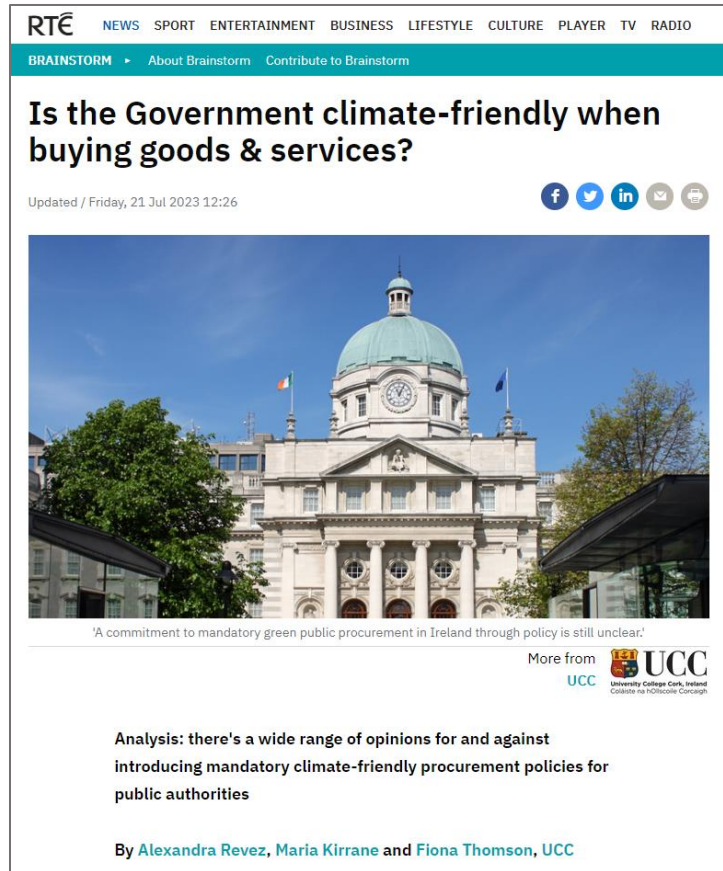 RTÉ NEWS SPORT ENTERTAINMENT BUSINESS LIFESTYLE CULTURE PLAYER TV RADIO
BRAINSTORM ▸ About Brainstorm Contribute to Brainstorm
Is the Government climate-friendly when
buying goods & services?
Updated / Friday, 21 Jul 2023 12:26
'A commitment to mandatory green public procurement in Ireland through policy is still unclear.'
More from
UCC
UCC
University College Cork, Ireland
Coláiste na hOllscoile Corcaigh
Analysis: there's a wide range of opinions for and against
introducing mandatory climate-friendly procurement policies for
public authorities
By Alexandra Revez, Maria Kirrane and Fiona Thomson, UCC